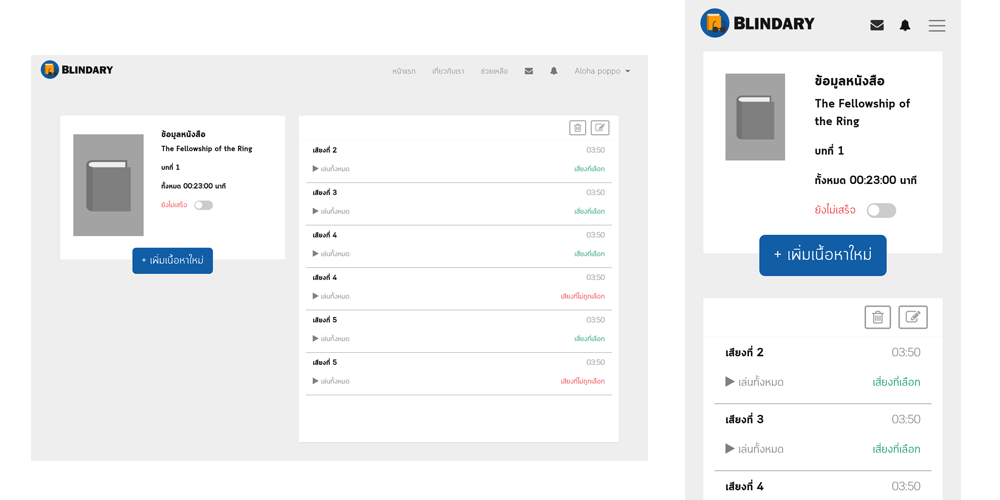 BLINDARY
หน้าแรก เกี่ยวกับเรา ช่วยเหลือ Aloha poppo
ข้อมูลหนังสือ
The Fellowship of the Ring
บทที่ 1
ทั้งหมด 00:23:00 นาที
ยังไม่เสร็จ
+ เพิ่มเนื้อหาใหม่
เสียงที่ 2 03:50
เล่นทั้งหมด เสียงที่เลือก
เสียงที่ 3 03:50
เล่นทั้งหมด เสียงที่เลือก
เสียงที่ 4 03:50
เล่นทั้งหมด เสียงที่เลือก
เสียงที่ 4 03:50
เล่นทั้งหมด เสียงที่ไม่ถูกเลือก
เสียงที่ 5 03:50
เล่นทั้งหมด เสียงที่เลือก
เสียงที่ 5 03:50
เล่นทั้งหมด เสียงที่ไม่ถูกเลือก
BLINDARY
ข้อมูลหนังสือ
The Fellowship of
the Ring
บทที่ 1
ทั้งหมด 00:23:00 นาที
ยังไม่เสร็จ
+ เพิ่มเนื้อหาใหม่
เสียงที่ 2 03:50
เล่นทั้งหมด เสี่ยงที่เลือก
เสียงที่ 3 03:50
เล่นทั้งหมด เสียงที่เลือก
เสียงที่ 4 03:50